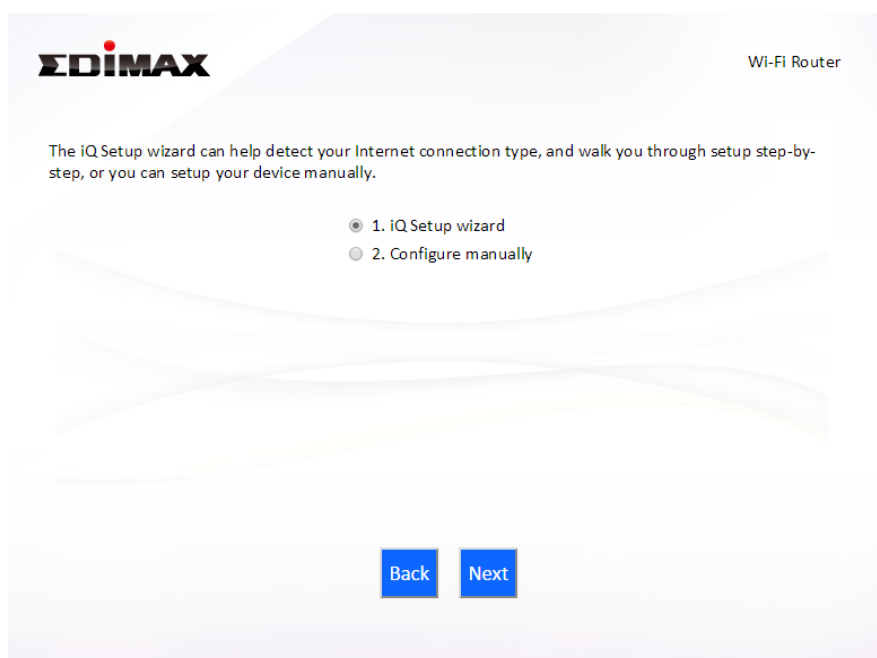 EDiMAX
Wi-Fi Router
The iQ Setup wizard can help detect your Internet connection type, and walk you through setup step-by-
step, or you can setup your device manually.
1. iQ Setup wizard
2. Configure manually
Back Next